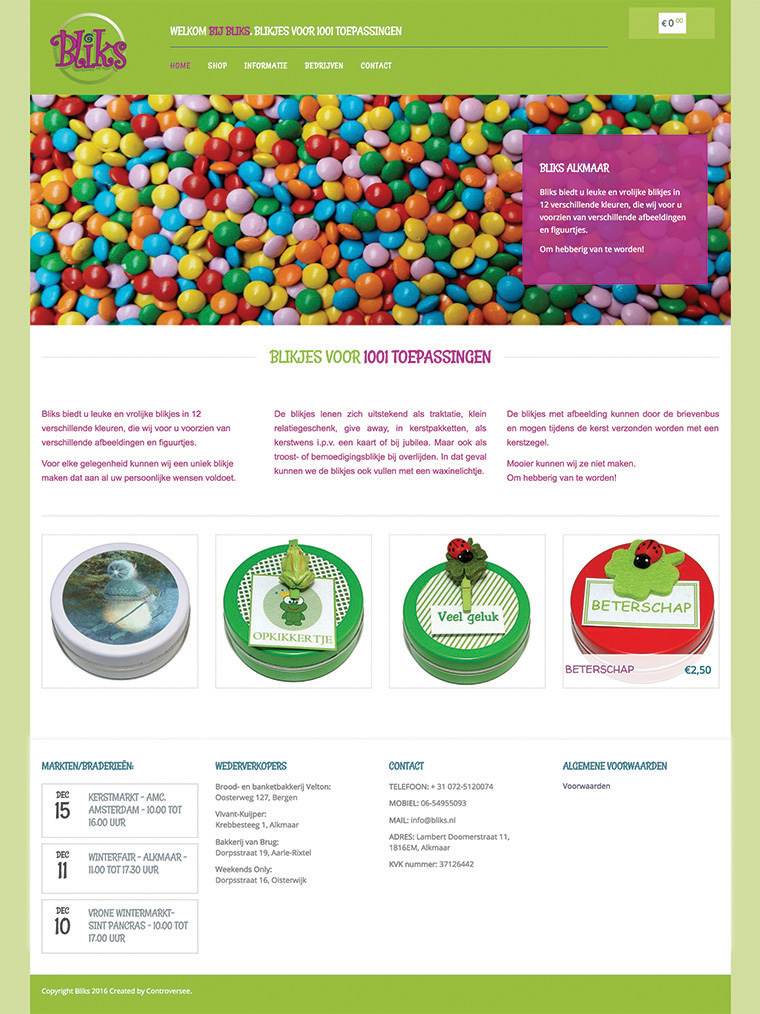 Bliks
WELKOM BIJ BLIKS. BLIKJES VOOR 1001 TOEPASSINGEN
€ 0 00
HOME SHOP INFORMATIE BEDRIJVEN CONTACT
BLIKS ALKMAAR
Bliks biedt u leuke en vrolijke blikjes in
12 verschillende kleuren, die wij voor u
voorzien van verschillende afbeeldingen
en figuurtjes.
Om hebberig van te worden!
BLIKJES VOOR 1001 TOEPASSINGEN
Bliks biedt u leuke en vrolijke blikjes in 12
verschillende kleuren, die wij voor u voorzien van
verschillende afbeeldingen en figuurtjes.
Voor elke gelegenheid kunnen wij een uniek blikje
maken dat aan al uw persoonlijke wensen voldoet.
De blikjes lenen zich uitstekend als traktatie, klein
relatiegeschenk, give away, in kerstpakketten, als
kerstwens i.p.v. een kaart of bij jubilea. Maar ook als
troost- of bemoedigingsblikje bij overlijden. In dat geval
kunnen we de blikjes ook vullen met een waxinelichtje.
De blikjes met afbeelding kunnen door de brievenbus
en mogen tijdens de kerst verzonden worden met een
kerstzegel.
Mooier kunnen wij ze niet maken.
Om hebberig van te worden!
OPKIKKERTJE
Veel geluk
BETERSCHAP
BETERSCHAP €2,50
MARKTEN/BRADERIEËN:
DEC
15
KERSTMARKT - AMC.
AMSTERDAM - 10.00 TOT
16.00 UUR
DEC
11
WINTERFAIR - ALKMAAR -
11.00 TOT 17.30 UUR
DEC
10
VRONE WINTERMARKT-
SINT PANCRAS - 10.00 TOT
17.00 UUR
WEDERVERKOPERS
Brood- en banketbakkerij Velton:
Oosterweg 127, Bergen
Vivant-Kuijper:
Krebbesteeg 1, Alkmaar
Bakkerij van Brug:
Dorpsstraat 19, Aarle-Rixtel
Weekends Only:
Dorpsstraat 16, Oisterwijk
CONTACT
TELEFOON: + 31 072-5120074
MOBIEL: 06-54955093
MAIL: info@bliks.nl
ADRES: Lambert Doomerstraat 11,
1816EM, Alkmaar
KVK nummer: 37126442
ALGEMENE VOORWAARDEN
Voorwaarden
Copyright Bliks 2016 Created by Controversee.